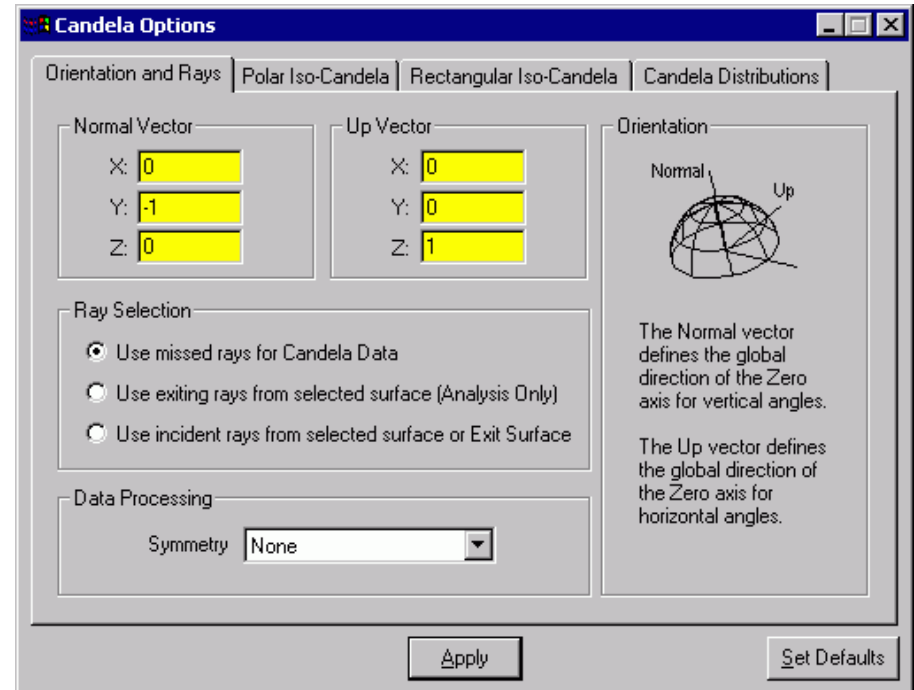 Candela Options
Orientation and Rays
Polar Iso-Candela
Rectangular Iso-Candela
Candela Distributions
Normal Vector
X: 0
Y: -1
Z: 0
Up Vector
X: 0
Y: 0
Z: 1
Ray Selection
Use missed rays for Candela Data
Use exiting rays from selected surface (Analysis Only)
Use incident rays from selected surface or Exit Surface
Data Processing
Symmetry None
Orientation
Normal
Up
The Normal vector
defines the global
direction of the Zero
axis for vertical angles.
The Up vector defines
the global direction of
the Zero axis for
horizontal angles.
Apply
Set Defaults